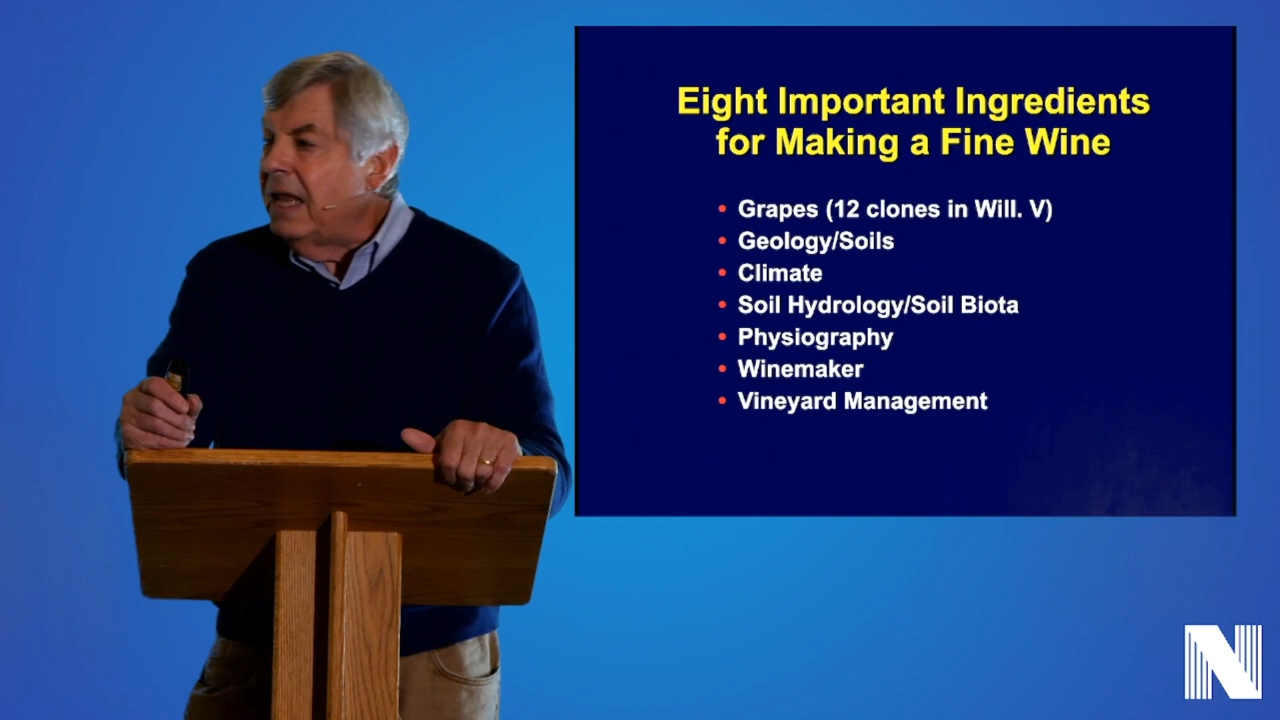 Eight Important Ingredients
for Making a Fine Wine
• Grapes (12 clones in Will. V)
• Geology/Soils
• Climate
• Soil Hydrology/Soil Biota
• Physiography
• Winemaker
• Vineyard Management
N